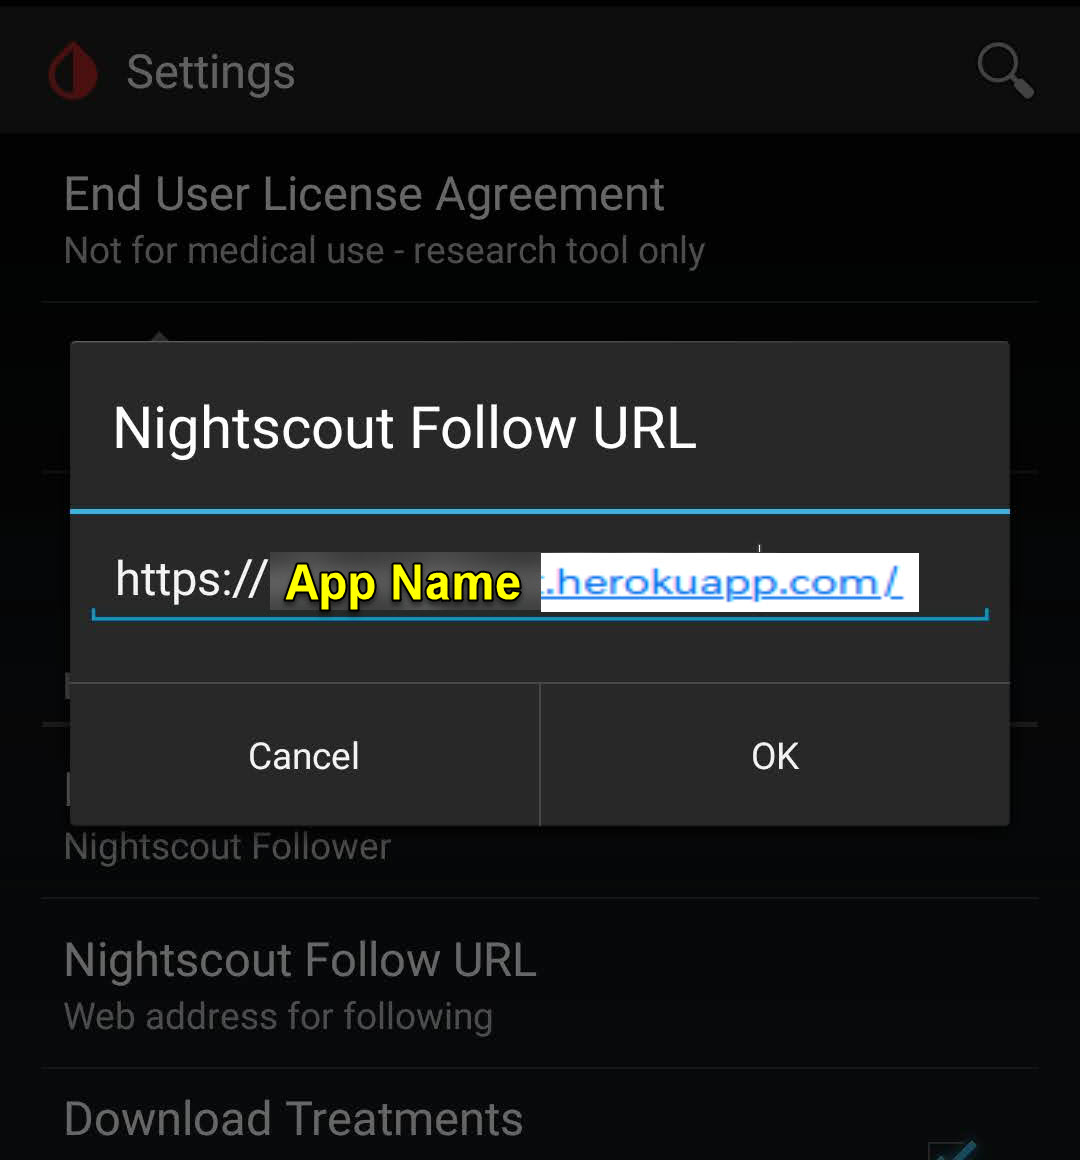 Settings
End User License Agreement
Not for medical use - research tool only
Nightscout Follow URL
https:// App Name .herokuapp.com/
Cancel
OK
Nightscout Follower
Nightscout Follow URL
Web address for following
Download Treatments